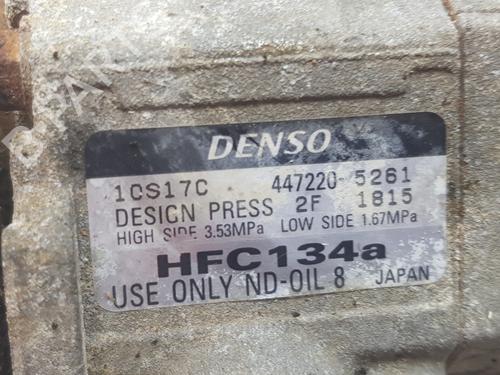 DENSO
1CS17C 447220-5261
DESIGN PRESS 2F 1815
HIGH SIDE 3.53MPa LOW SIDE 1.67MPa
HFC134a
USE ONLY ND-OIL 8 JAPAN